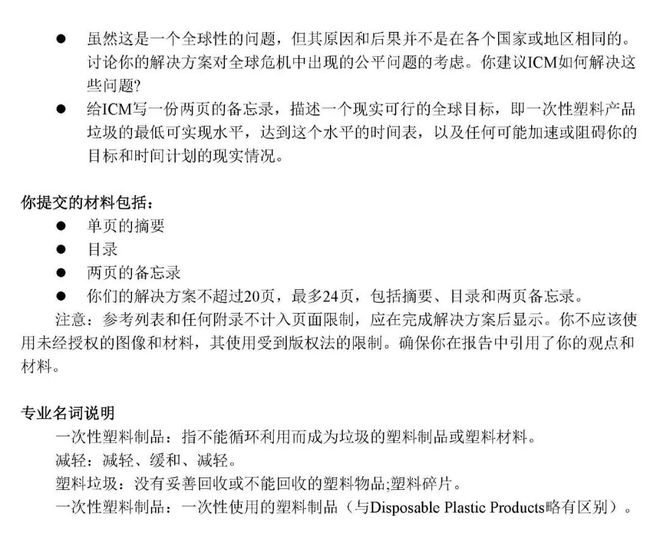 ● 虽然这是一个全球性的问题，但其原因和后果并不是在各个国家或地区相同的。
讨论你的解决方案对全球危机中出现的公平问题的考虑。你建议ICM如何解决这
些问题?
● 给ICM写一份两页的备忘录，描述一个现实可行的全球目标，即一次性塑料产品
垃圾的最低可实现水平，达到这个水平的时间表，以及任何可能加速或阻碍你的
目标和时间计划的现实情况。
你提交的材料包括：
● 单页的摘要
● 目录
● 两页的备忘录
● 你们的解决方案不超过20页，最多24页，包括摘要、目录和两页备忘录。
注意：参考列表和任何附录不计入页面限制，应在完成解决方案后显示。你不应该使
用未经授权的图像和材料，其使用受到版权法的限制。确保你在报告中引用了你的观点和
材料。
专业名词说明
一次性塑料制品：指不能循环利用而成为垃圾的塑料制品或塑料材料。
减轻：减轻、缓和、减轻。
塑料垃圾：没有妥善回收或不能回收的塑料物品;塑料碎片。
一次性塑料制品：一次性使用的塑料制品（与Disposable Plastic Products略有区别）。